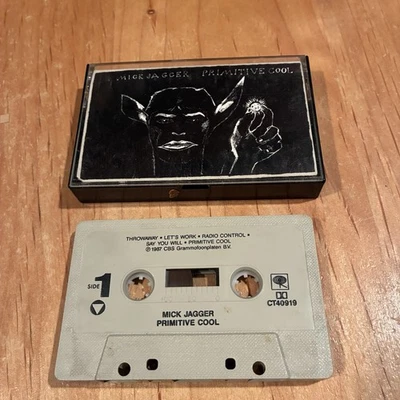 MICK JAGGER PRIMITIVE COOL
THROWAWAY • LET'S WORK • RADIO CONTROL •
SAY YOU WILL • PRIMITIVE COOL
℗ 1987 CBS Grammofoonplaten B.V.
SIDE 1
CT40919
MICK JAGGER
PRIMITIVE COOL